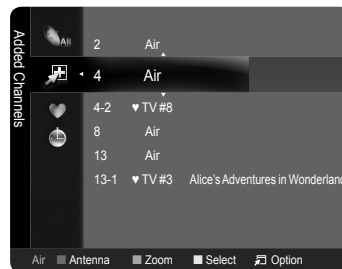 Added Channels
All
2 Air
4 Air
4-2 ♥ TV #8
8 Air
13 Air
13-1 ♥ TV #3 Alice's Adventures in Wonderland
Air Antenna Zoom Select Option